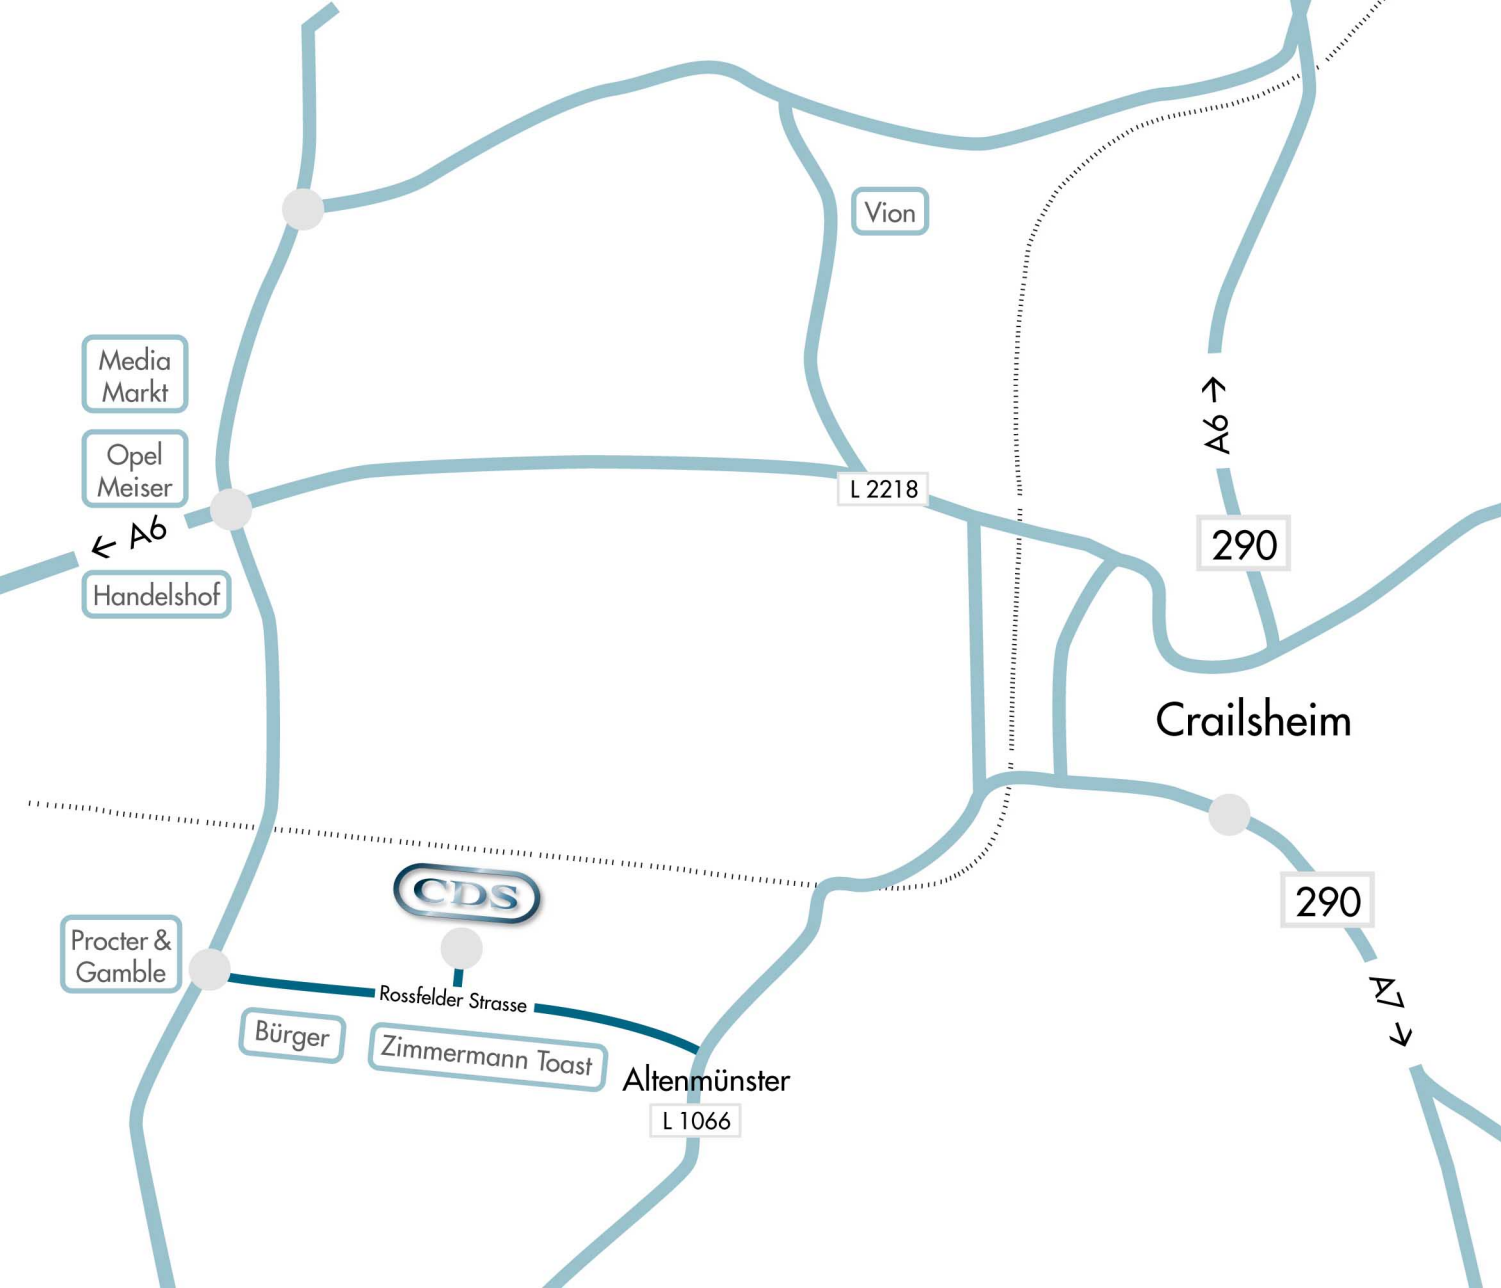 Vion
Media
Markt
Opel
Meiser
← A6
Handelshof
L 2218
A6 →
290
Crailsheim
290
A7 →
CDS
Procter &
Gamble
Rossfelder Strasse
Bürger
Zimmermann Toast
Altenmünster
L 1066